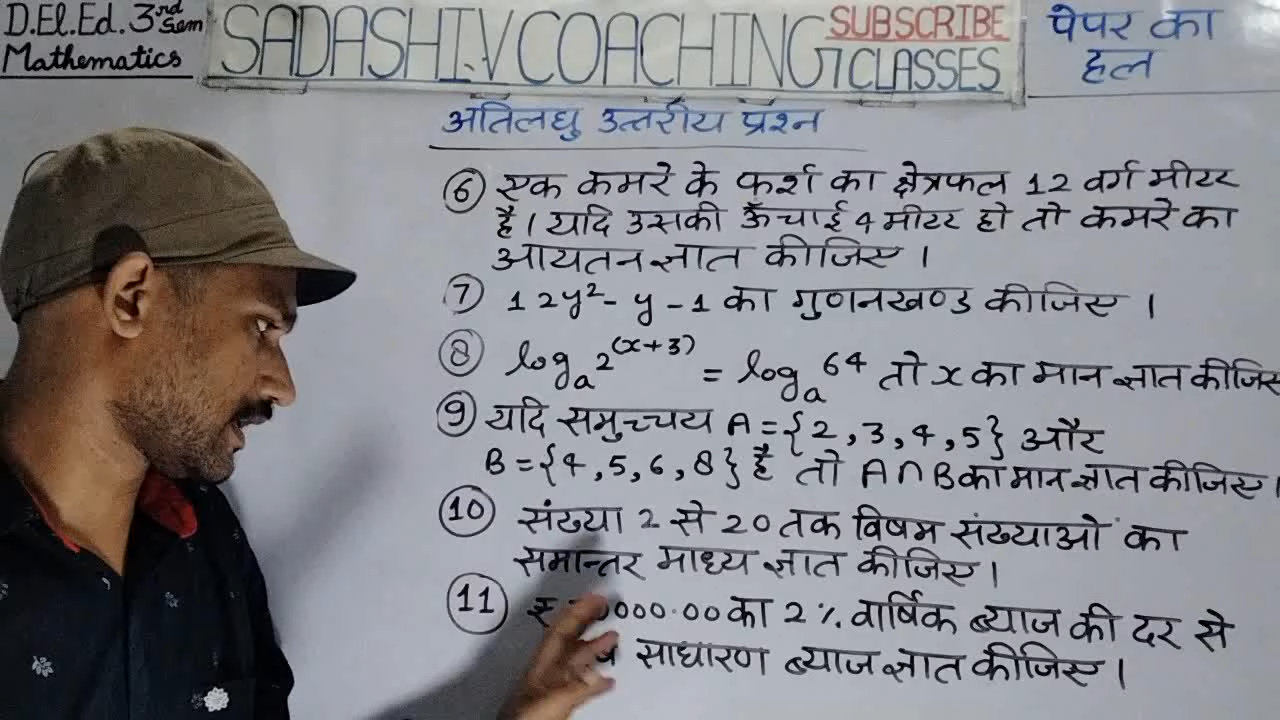 D.El.Ed. 3rd Sem
Mathematics
SADASHIV COACHING CLASSES
SUBSCRIBE
पेपर का
हल
अतिलघु उत्तरीय प्रश्न
⑥ एक कमरे के फर्श का क्षेत्रफल 12 वर्ग मीटर
है। यदि उसकी ऊँचाई 4 मीटर हो तो कमरे का
आयतन ज्ञात कीजिए।
⑦ 12y² - y - 1 का गुणनखण्ड कीजिए।
⑧ logₐ2^(x+3) = logₐ64 तो x का मान ज्ञात कीजिए
⑨ यदि समुच्चय A = {2, 3, 4, 5} और
B = {4, 5, 6, 8} है तो A∩B का मान ज्ञात कीजिए।
⑩ संख्या 2 से 20 तक विषम संख्याओं का
समान्तर माध्य ज्ञात कीजिए।
⑪ ₹ 000.00 का 2% वार्षिक ब्याज की दर से
साधारण ब्याज ज्ञात कीजिए।